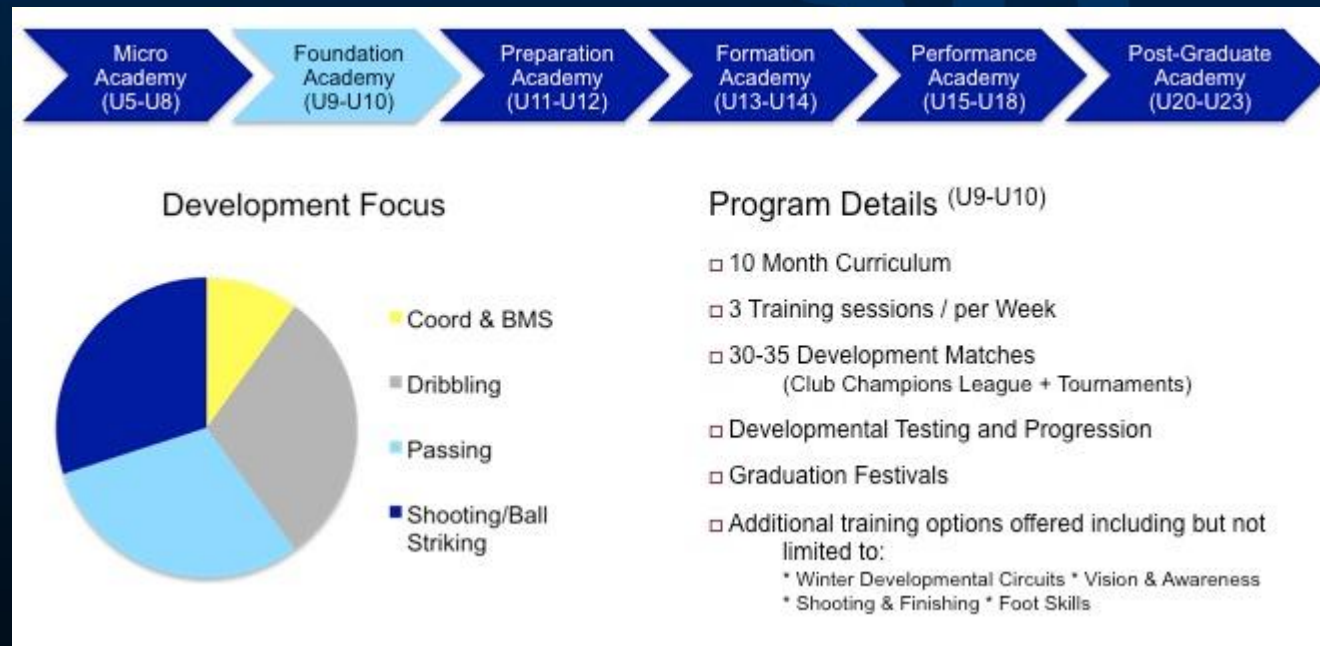 Micro
Academy
(U5-U8)
Foundation
Academy
(U9-U10)
Preparation
Academy
(U11-U12)
Formation
Academy
(U13-U14)
Performance
Academy
(U15-U18)
Post-Graduate
Academy
(U20-U23)
Development Focus
Coord & BMS
Dribbling
Passing
Shooting/Ball
Striking
Program Details (U9-U10)
10 Month Curriculum
3 Training sessions / per Week
30-35 Development Matches
(Club Champions League + Tournaments)
Developmental Testing and Progression
Graduation Festivals
Additional training options offered including but not
limited to:
* Winter Developmental Circuits * Vision & Awareness
* Shooting & Finishing * Foot Skills